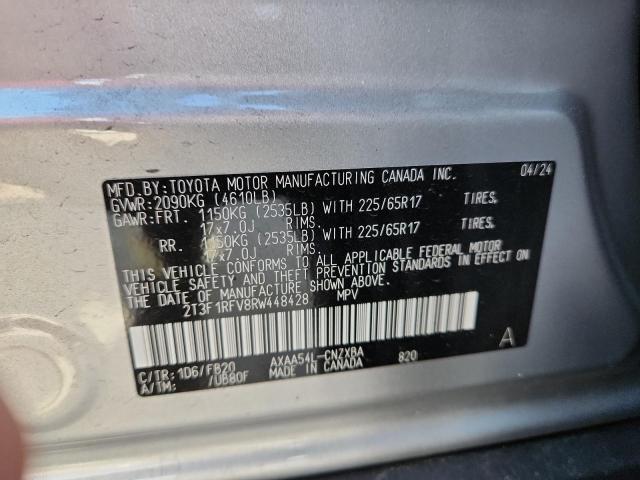 MFD.BY:TOYOTA MOTOR MANUFACTURING CANADA INC. 04/24
GVWR:2090KG (4610LB)
GAWR:FRT. 1150KG (2535LB) WITH 225/65R17 TIRES.
17x7.0J RIMS.
RR. 1150KG (2535LB) WITH 225/65R17 TIRES.
17x7.0J RIMS.
THIS VEHICLE CONFORMS TO ALL APPLICABLE FEDERAL MOTOR
VEHICLE SAFETY AND THEFT PREVENTION STANDARDS IN EFFECT ON
THE DATE OF MANUFACTURE SHOWN ABOVE.
2T3F1RFV8RW448428 MPV
A
C/TR:1D6/FB20 AXAA54L-CNZXBA 820
A/TM: /UB80F MADE IN CANADA